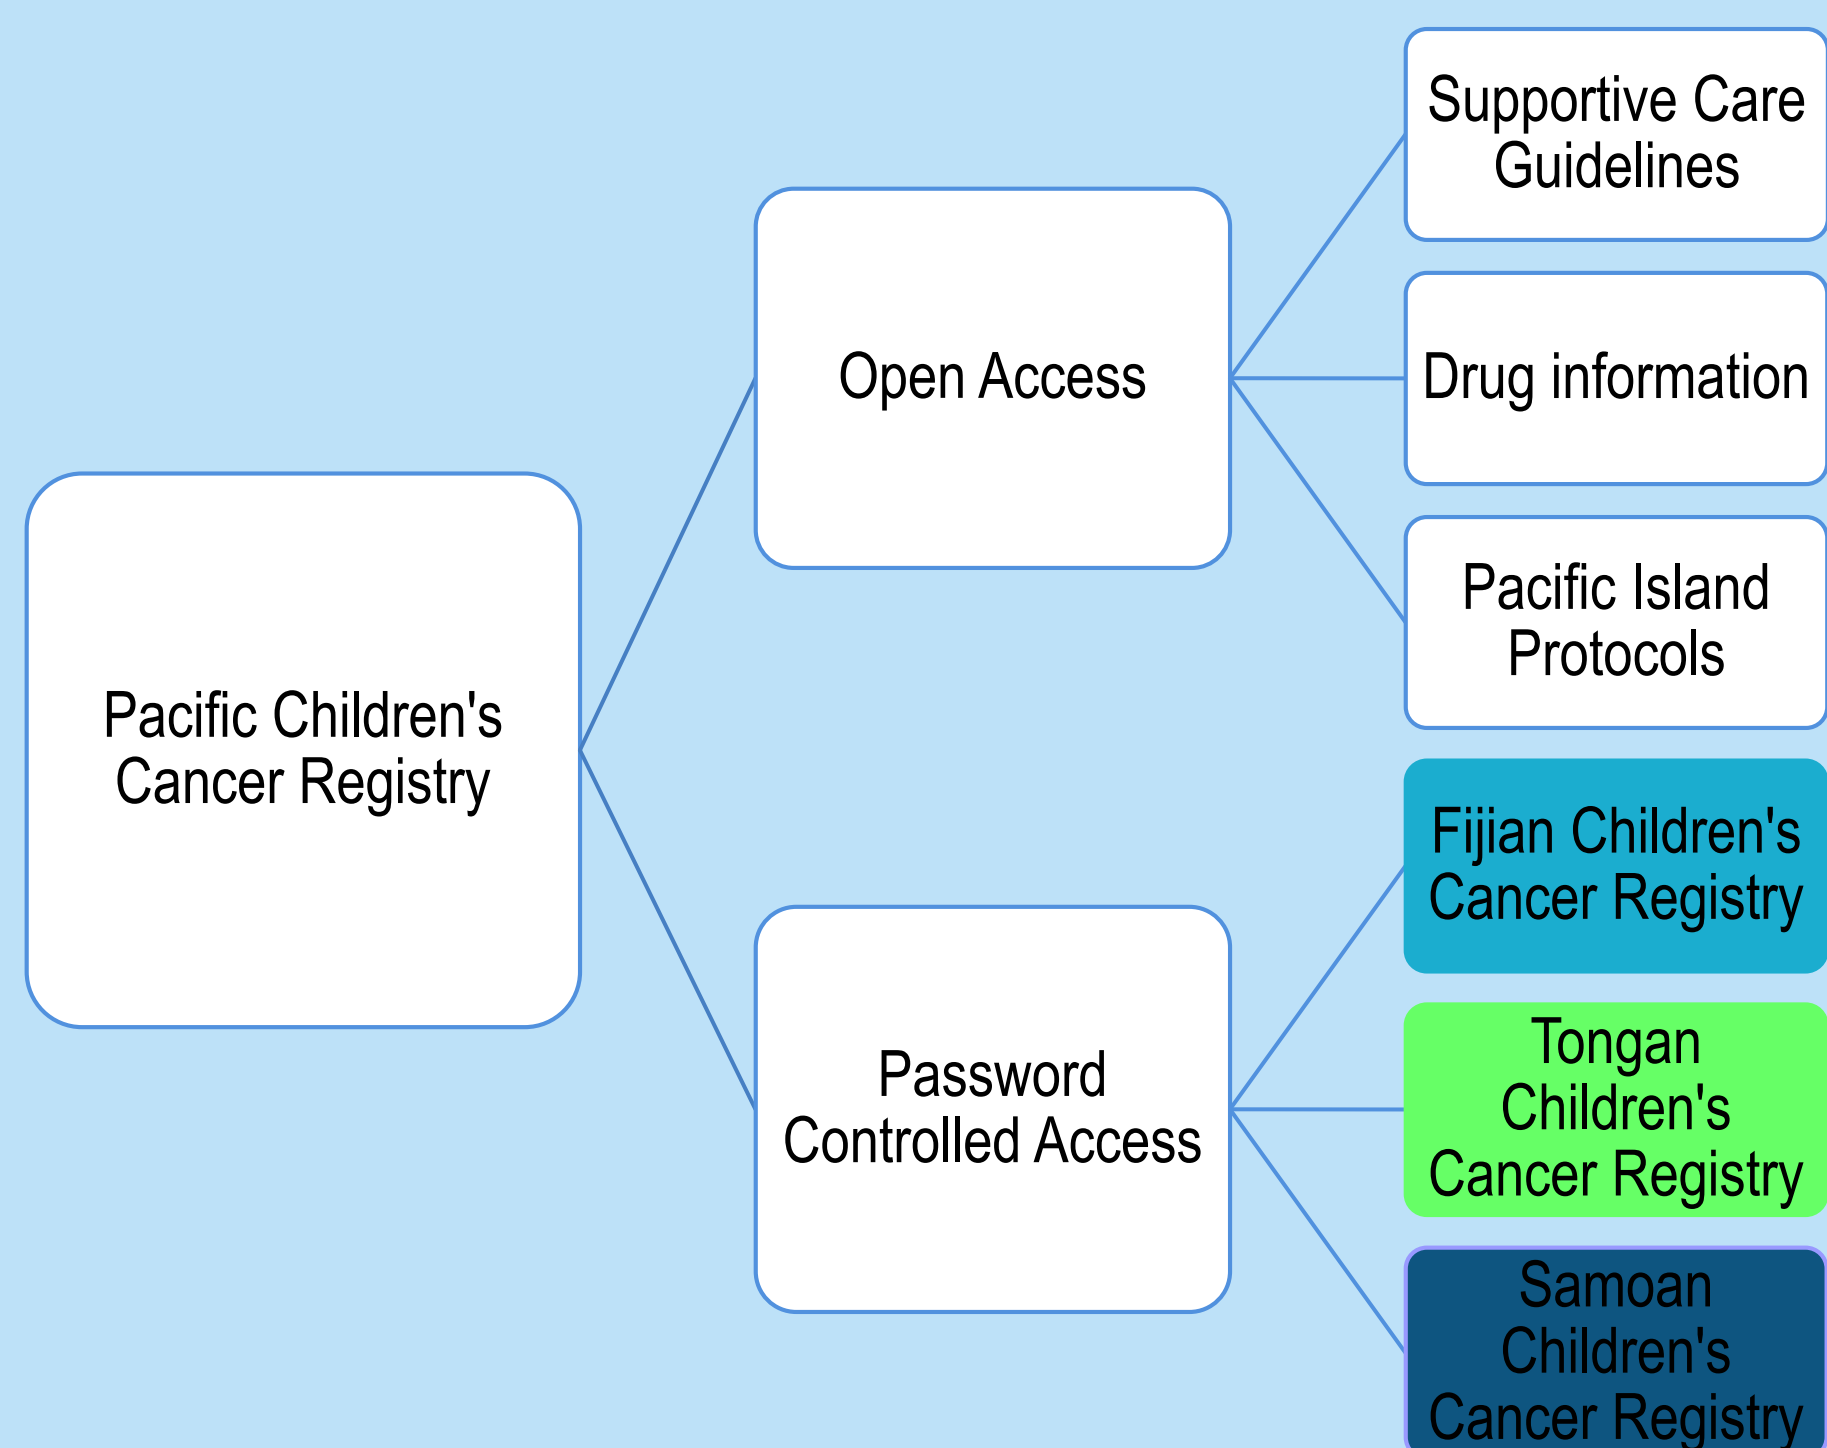 Supportive Care
Guidelines
Open Access
Drug information
Pacific Island
Protocols
Pacific Children's
Cancer Registry
Fijian Children's
Cancer Registry
Password
Controlled Access
Tongan
Children's
Cancer Registry
Samoan
Children's
Cancer Registry